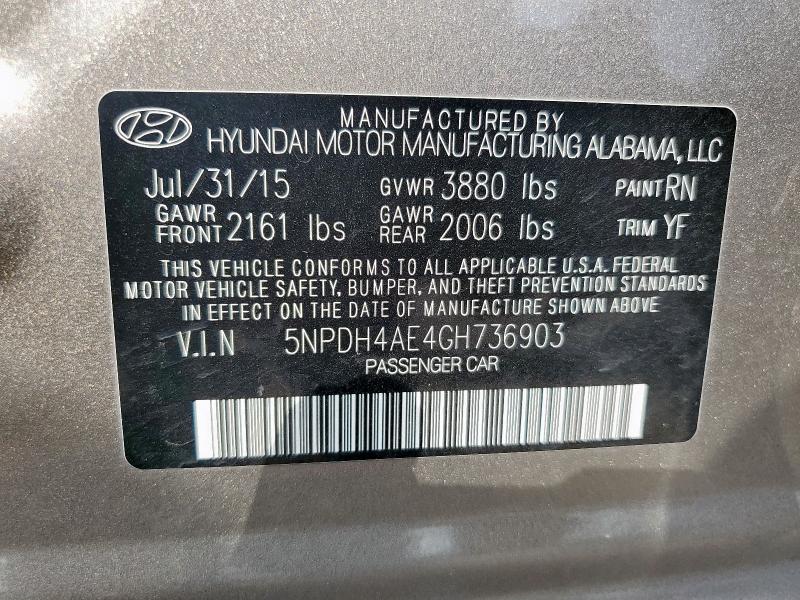 MANUFACTURED BY
HYUNDAI MOTOR MANUFACTURING ALABAMA, LLC
Jul/31/15 GVWR 3880 lbs PAINT RN
GAWR FRONT 2161 lbs GAWR REAR 2006 lbs TRIM YF
THIS VEHICLE CONFORMS TO ALL APPLICABLE U.S.A. FEDERAL
MOTOR VEHICLE SAFETY, BUMPER, AND THEFT PREVENTION STANDARDS
IN EFFECT ON THE DATE OF MANUFACTURE SHOWN ABOVE
V.I.N 5NPDH4AE4GH736903
PASSENGER CAR